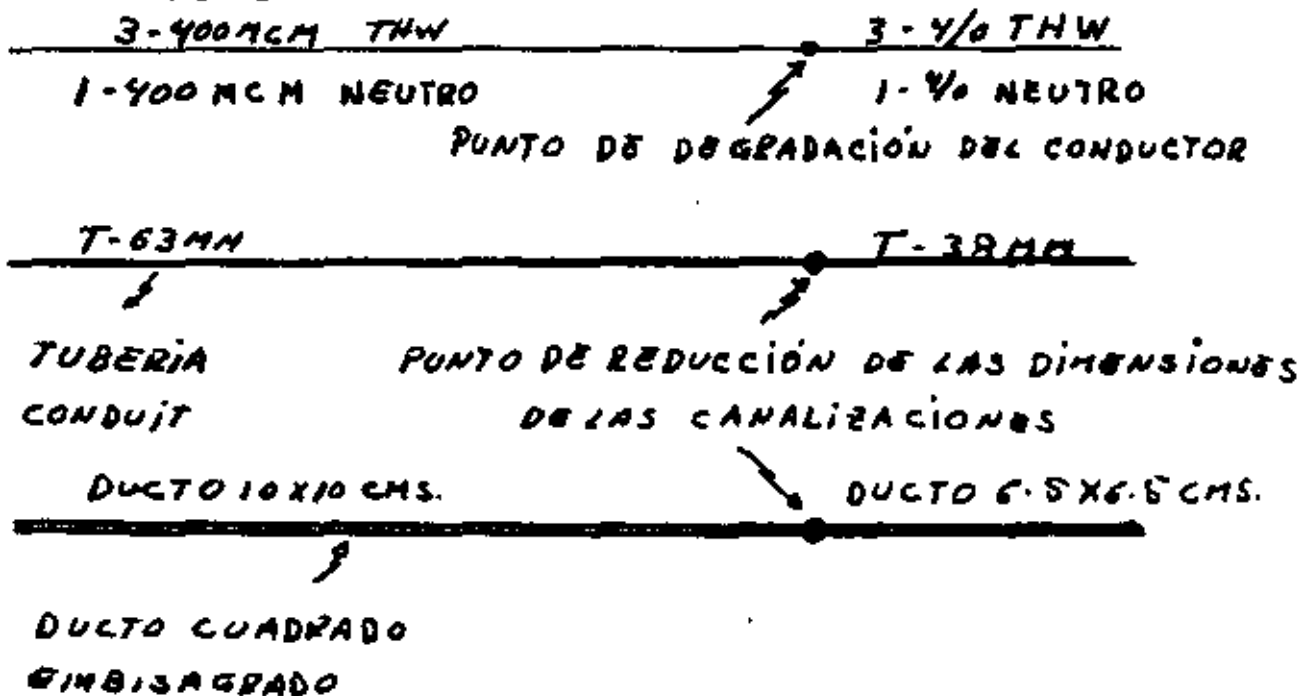 3-400 MCM THW 3-4/0 THW
1-400 MCM NEUTRO 1-4/0 NEUTRO
PUNTO DE DEGRADACIÓN DEL CONDUCTOR
T-63MM T-38MM
TUBERIA PUNTO DE REDUCCIÓN DE LAS DIMENSIONES
CONDUIT DE LAS CANALIZACIONES
DUCTO 10X10 CMS. DUCTO 6.5X6.5 CMS.
DUCTO CUADRADO
EMBISAGRADO